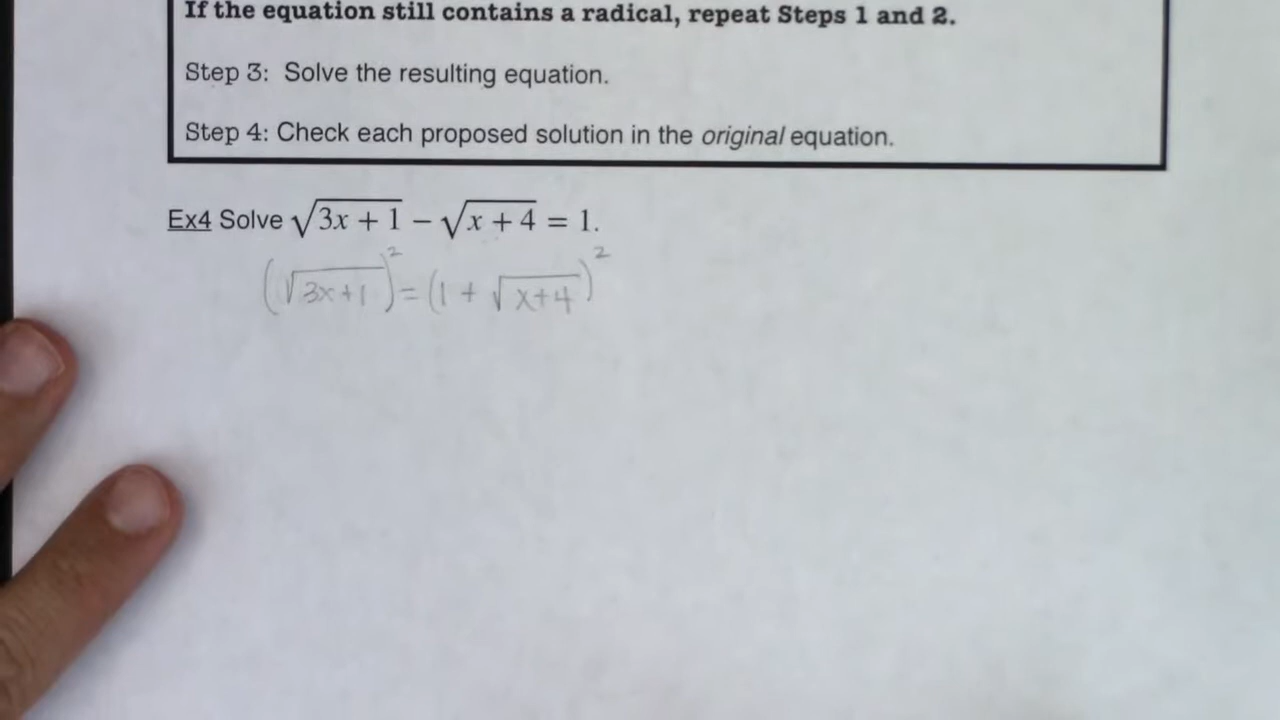 If the equation still contains a radical, repeat Steps 1 and 2.
Step 3: Solve the resulting equation.
Step 4: Check each proposed solution in the original equation.
Ex4 Solve √(3x + 1) − √(x + 4) = 1.
(√(3x+1))² = (1 + √(x+4))²